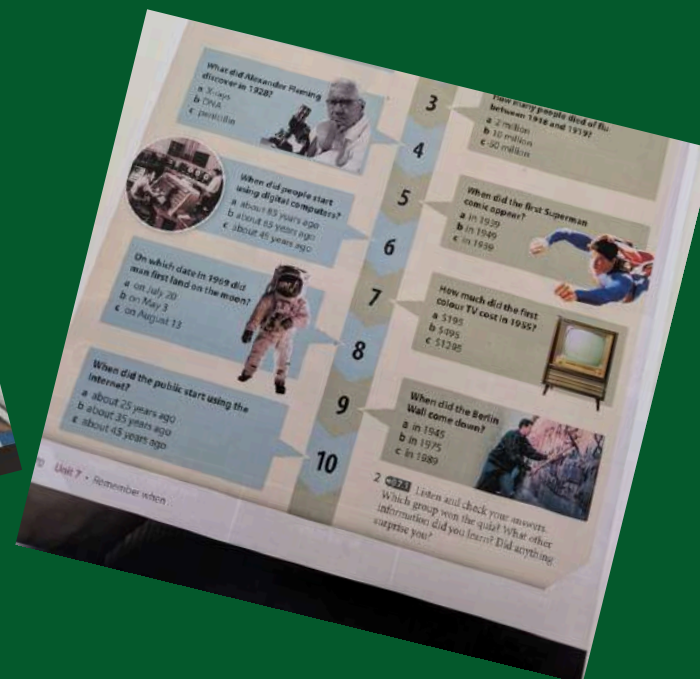 3
How many people died of flu
between 1918 and 1919?
a 2 million
b 10 million
c 50 million
What did Alexander Fleming
discover in 1928?
a X-rays
b DNA
c penicillin
4
5
When did the first Superman
comic appear?
a in 1939
b in 1949
c in 1959
When did people start
using digital computers?
a about 85 years ago
b about 65 years ago
c about 45 years ago
6
7
How much did the first
colour TV cost in 1955?
a $195
b $495
c $1295
On which date in 1969 did
man first land on the moon?
a on July 20
b on May 3
c on August 13
8
9
When did the Berlin
Wall come down?
a in 1945
b in 1975
c in 1989
When did the public start using the
Internet?
a about 25 years ago
b about 35 years ago
c about 45 years ago
10
2 7.1 Listen and check your answers.
Which group won the quiz? What other
information did you learn? Did anything
surprise you?
Unit 7 • Remember when